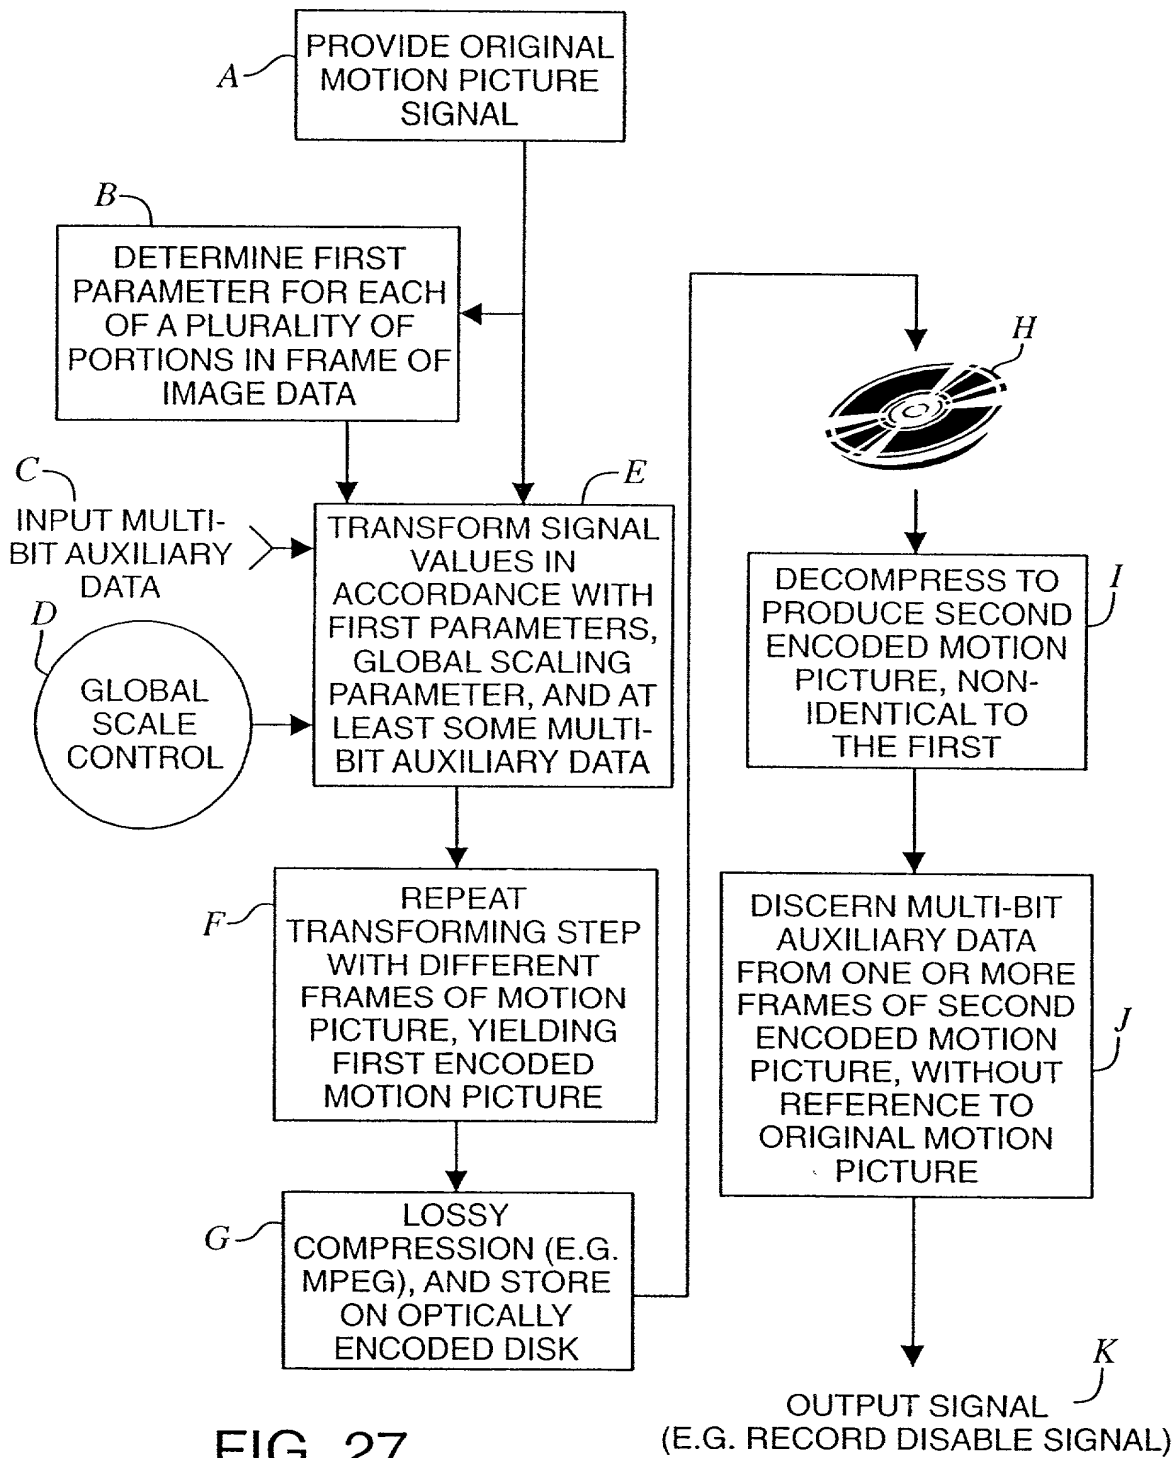 A
PROVIDE ORIGINAL
MOTION PICTURE
SIGNAL
B
DETERMINE FIRST
PARAMETER FOR EACH
OF A PLURALITY OF
PORTIONS IN FRAME OF
IMAGE DATA
C
INPUT MULTI-
BIT AUXILIARY
DATA
D
GLOBAL
SCALE
CONTROL
E
TRANSFORM SIGNAL
VALUES IN
ACCORDANCE WITH
FIRST PARAMETERS,
GLOBAL SCALING
PARAMETER, AND AT
LEAST SOME MULTI-
BIT AUXILIARY DATA
F
REPEAT
TRANSFORMING STEP
WITH DIFFERENT
FRAMES OF MOTION
PICTURE, YIELDING
FIRST ENCODED
MOTION PICTURE
G
LOSSY
COMPRESSION (E.G.
MPEG), AND STORE
ON OPTICALLY
ENCODED DISK
H
I
DECOMPRESS TO
PRODUCE SECOND
ENCODED MOTION
PICTURE, NON-
IDENTICAL TO
THE FIRST
J
DISCERN MULTI-BIT
AUXILIARY DATA
FROM ONE OR MORE
FRAMES OF SECOND
ENCODED MOTION
PICTURE, WITHOUT
REFERENCE TO
ORIGINAL MOTION
PICTURE
K
OUTPUT SIGNAL
(E.G. RECORD DISABLE SIGNAL)
FIG. 27